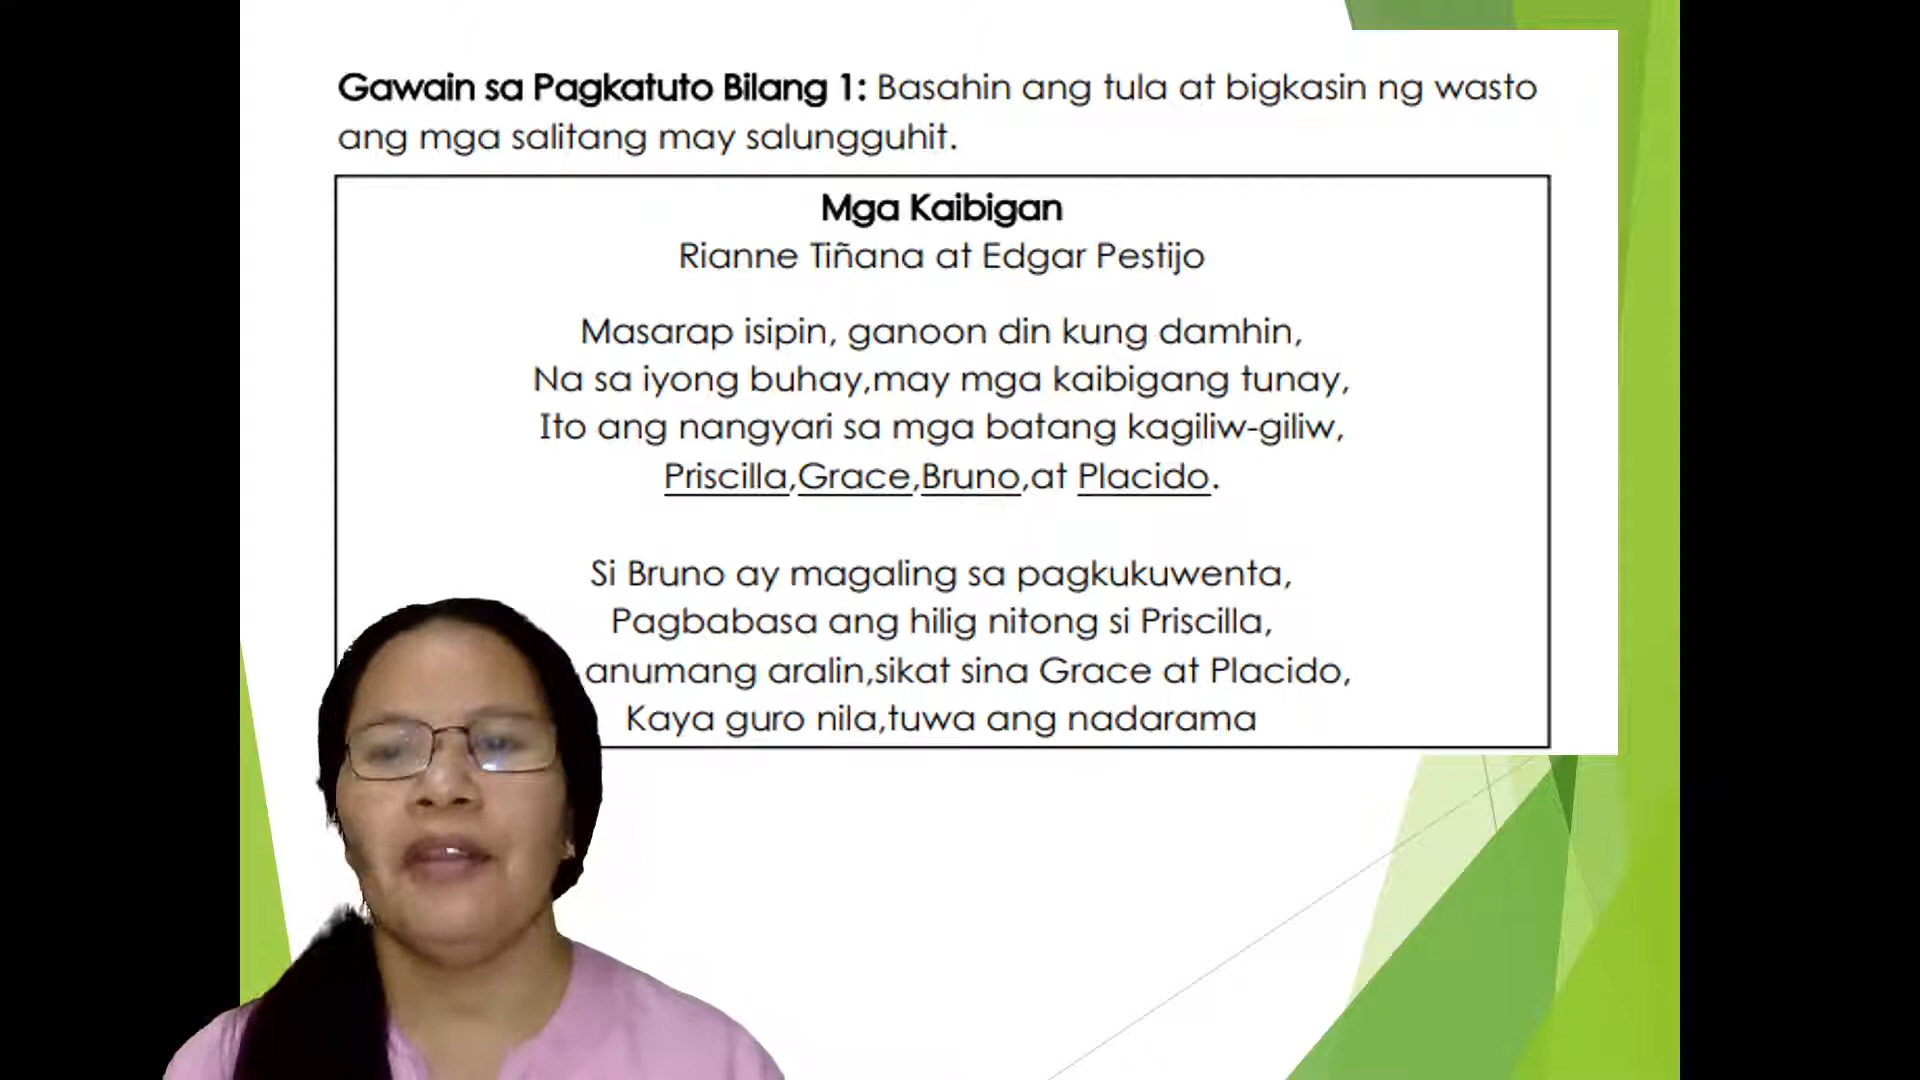 Gawain sa Pagkatuto Bilang 1: Basahin ang tula at bigkasin ng wasto
ang mga salitang may salungguhit.
Mga Kaibigan
Rianne Tiñana at Edgar Pestijo
Masarap isipin, ganoon din kung damhin,
Na sa iyong buhay,may mga kaibigang tunay,
Ito ang nangyari sa mga batang kagiliw-giliw,
Priscilla,Grace,Bruno,at Placido.
Si Bruno ay magaling sa pagkukuwenta,
Pagbabasa ang hilig nitong si Priscilla,
anumang aralin,sikat sina Grace at Placido,
Kaya guro nila,tuwa ang nadarama